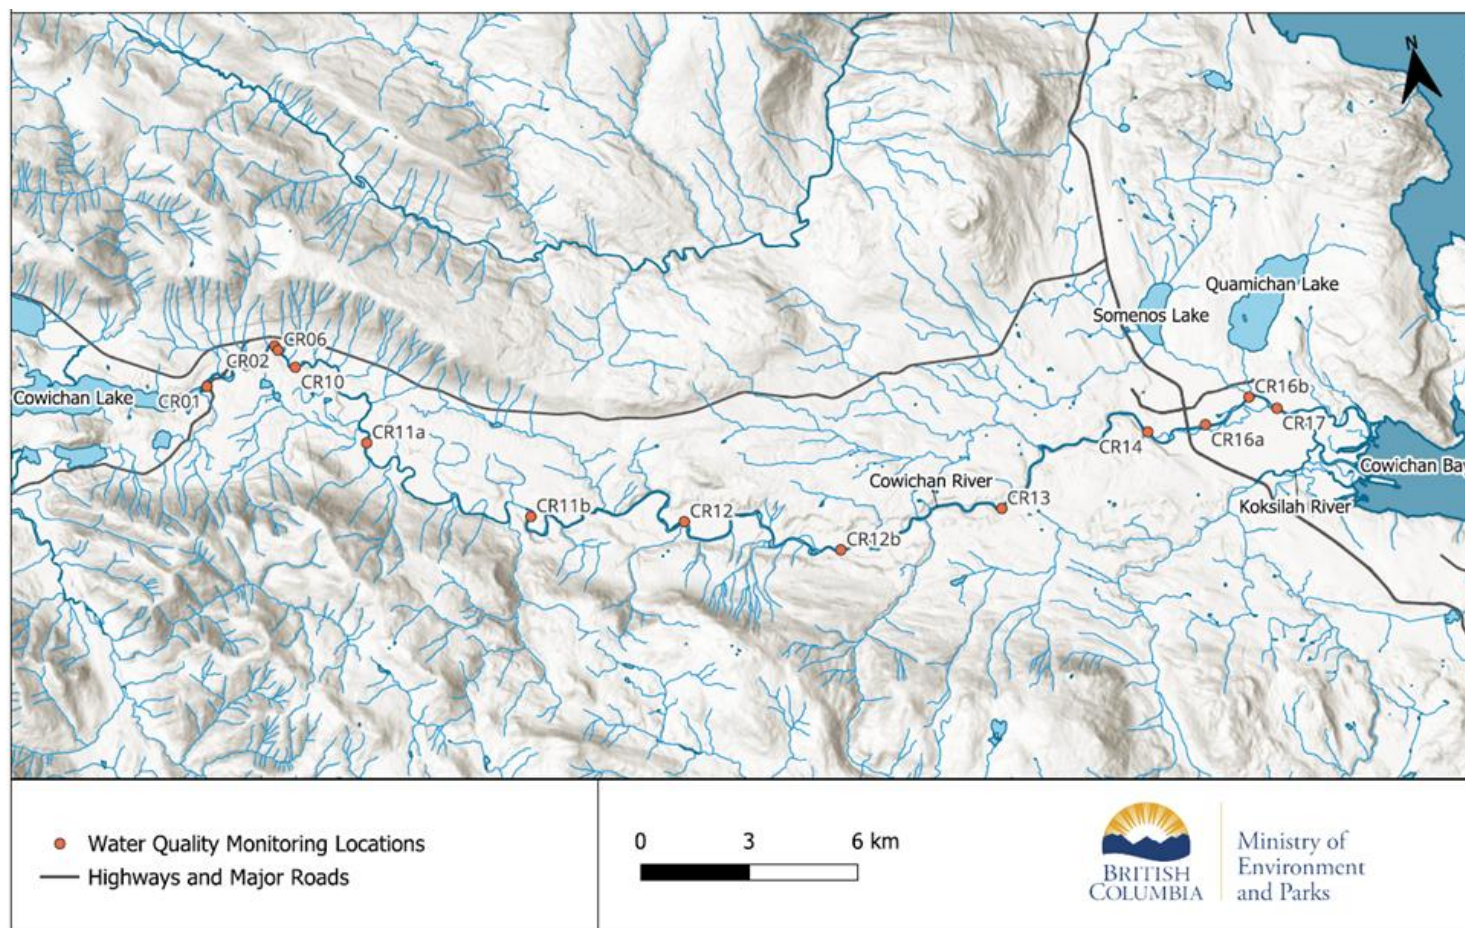 N
Quamichan Lake
Somenos Lake
CR06
CR02
CR10
Cowichan Lake
CR01
CR16b
CR17
CR11a
CR14
CR16a
Cowichan Bay
Cowichan River
CR13
Koksilah River
CR11b
CR12
CR12b
Water Quality Monitoring Locations
Highways and Major Roads
0 3 6 km
BRITISH
COLUMBIA
Ministry of
Environment
and Parks